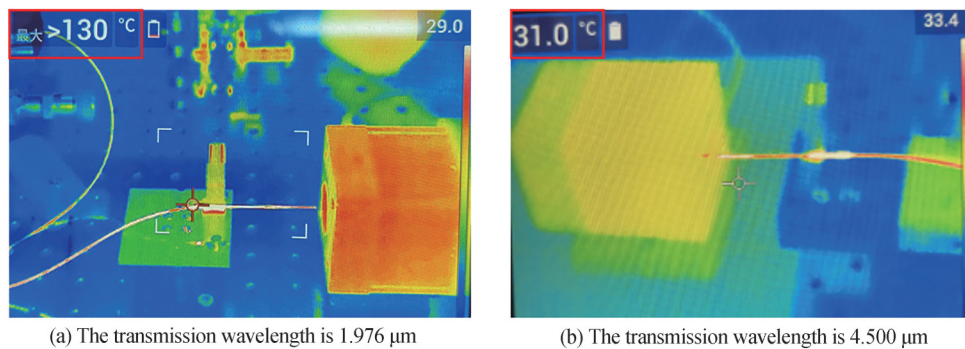 最大 >130 °C
29.0
31.0 °C
33.4
(a) The transmission wavelength is 1.976 μm
(b) The transmission wavelength is 4.500 μm